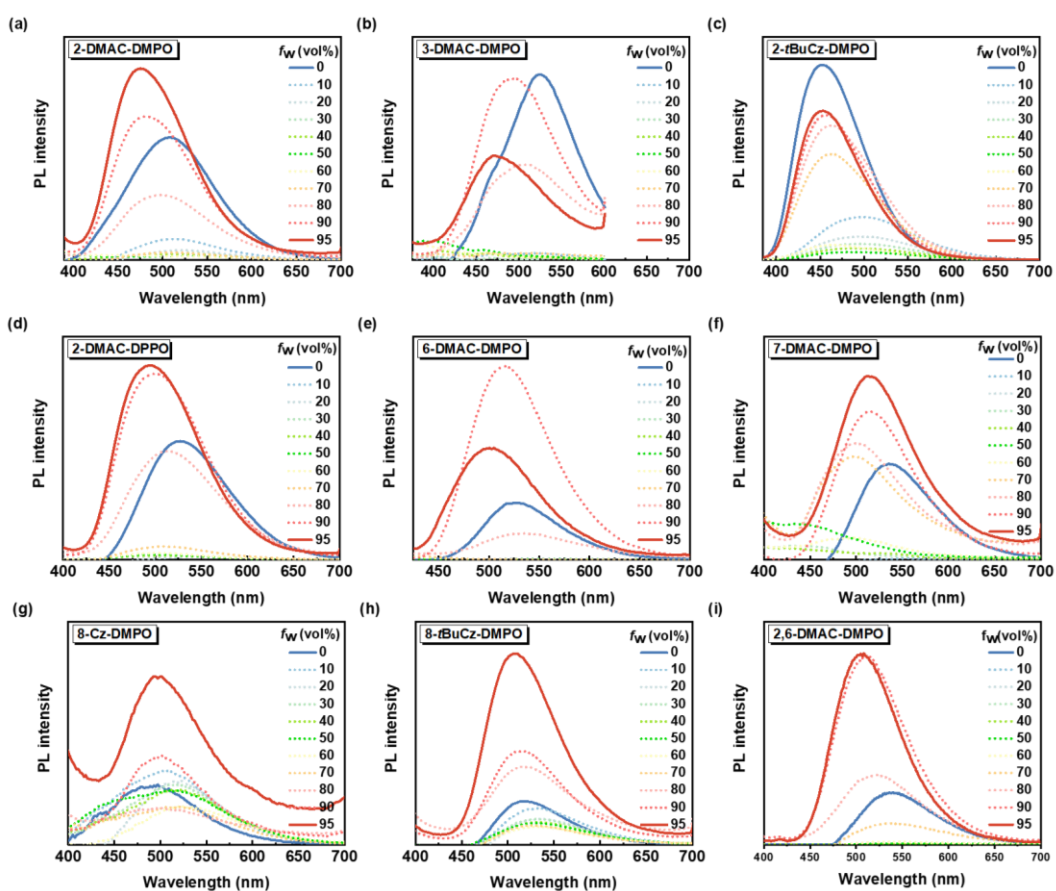 (a)
2-DMAC-DMPO
fw (vol%)
0
10
20
30
40
50
60
70
80
90
95
PL intensity
400 450 500 550 600 650 700
Wavelength (nm)
(b)
3-DMAC-DMPO
fw (vol%)
0
10
20
30
40
50
60
70
80
90
95
PL intensity
400 450 500 550 600 650 700
Wavelength (nm)
(c)
2-tBuCz-DMPO
fw (vol%)
0
10
20
30
40
50
60
70
80
90
95
PL intensity
400 450 500 550 600 650 700
Wavelength (nm)
(d)
2-DMAC-DPPO
fw (vol%)
0
10
20
30
40
50
60
70
80
90
95
PL intensity
400 450 500 550 600 650 700
Wavelength (nm)
(e)
6-DMAC-DMPO
fw (vol%)
0
10
20
30
40
50
60
70
80
90
95
PL intensity
450 500 550 600 650 700
Wavelength (nm)
(f)
7-DMAC-DMPO
fw (vol%)
0
10
20
30
40
50
60
70
80
90
95
PL intensity
400 450 500 550 600 650 700
Wavelength (nm)
(g)
8-Cz-DMPO
fw (vol%)
0
10
20
30
40
50
60
70
80
90
95
PL intensity
400 450 500 550 600 650 700
Wavelength (nm)
(h)
8-tBuCz-DMPO
fw (vol%)
0
10
20
30
40
50
60
70
80
90
95
PL intensity
400 450 500 550 600 650 700
Wavelength (nm)
(i)
2,6-DMAC-DMPO
fw(vol%)
0
10
20
30
40
50
60
70
80
90
95
PL intensity
400 450 500 550 600 650 700
Wavelength (nm)